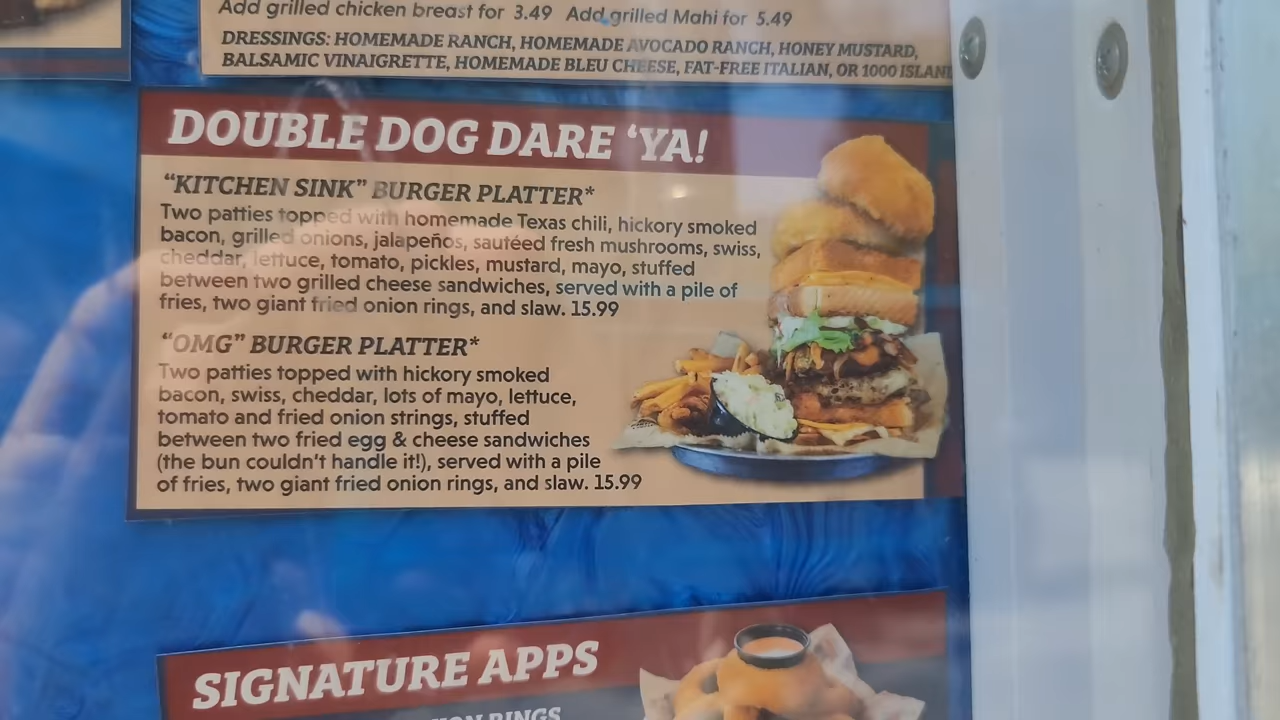 Add grilled chicken breast for 3.49 Add grilled Mahi for 5.49
DRESSINGS: HOMEMADE RANCH, HOMEMADE AVOCADO RANCH, HONEY MUSTARD,
BALSAMIC VINAIGRETTE, HOMEMADE BLEU CHEESE, FAT-FREE ITALIAN, OR 1000 ISLAND
DOUBLE DOG DARE ‘YA!
“KITCHEN SINK” BURGER PLATTER*
Two patties topped with homemade Texas chili, hickory smoked
bacon, grilled onions, jalapeños, sautéed fresh mushrooms, swiss,
cheddar, lettuce, tomato, pickles, mustard, mayo, stuffed
between two grilled cheese sandwiches, served with a pile of
fries, two giant fried onion rings, and slaw. 15.99
“OMG” BURGER PLATTER*
Two patties topped with hickory smoked
bacon, swiss, cheddar, lots of mayo, lettuce,
tomato and fried onion strings, stuffed
between two fried egg & cheese sandwiches
(the bun couldn't handle it!), served with a pile
of fries, two giant fried onion rings, and slaw. 15.99
SIGNATURE APPS
RINGS